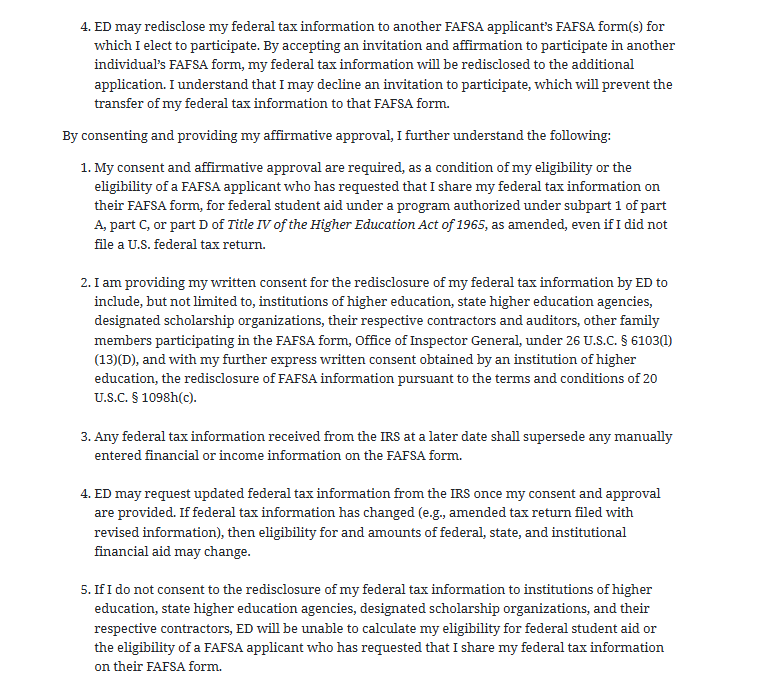 4. ED may redisclose my federal tax information to another FAFSA applicant’s FAFSA form(s) for
which I elect to participate. By accepting an invitation and affirmation to participate in another
individual’s FAFSA form, my federal tax information will be redisclosed to the additional
application. I understand that I may decline an invitation to participate, which will prevent the
transfer of my federal tax information to that FAFSA form.
By consenting and providing my affirmative approval, I further understand the following:
1. My consent and affirmative approval are required, as a condition of my eligibility or the
eligibility of a FAFSA applicant who has requested that I share my federal tax information on
their FAFSA form, for federal student aid under a program authorized under subpart 1 of part
A, part C, or part D of Title IV of the Higher Education Act of 1965, as amended, even if I did not
file a U.S. federal tax return.
2. I am providing my written consent for the redisclosure of my federal tax information by ED to
include, but not limited to, institutions of higher education, state higher education agencies,
designated scholarship organizations, their respective contractors and auditors, other family
members participating in the FAFSA form, Office of Inspector General, under 26 U.S.C. § 6103(l)
(13)(D), and with my further express written consent obtained by an institution of higher
education, the redisclosure of FAFSA information pursuant to the terms and conditions of 20
U.S.C. § 1098h(c).
3. Any federal tax information received from the IRS at a later date shall supersede any manually
entered financial or income information on the FAFSA form.
4. ED may request updated federal tax information from the IRS once my consent and approval
are provided. If federal tax information has changed (e.g., amended tax return filed with
revised information), then eligibility for and amounts of federal, state, and institutional
financial aid may change.
5. If I do not consent to the redisclosure of my federal tax information to institutions of higher
education, state higher education agencies, designated scholarship organizations, and their
respective contractors, ED will be unable to calculate my eligibility for federal student aid or
the eligibility of a FAFSA applicant who has requested that I share my federal tax information
on their FAFSA form.